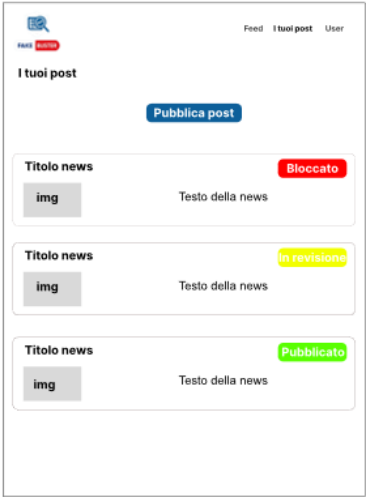 Feed I tuoi post User
FAKE BUSTER
I tuoi post
Pubblica post
Titolo news Bloccato
img Testo della news
Titolo news In revisione
img Testo della news
Titolo news Pubblicato
img Testo della news